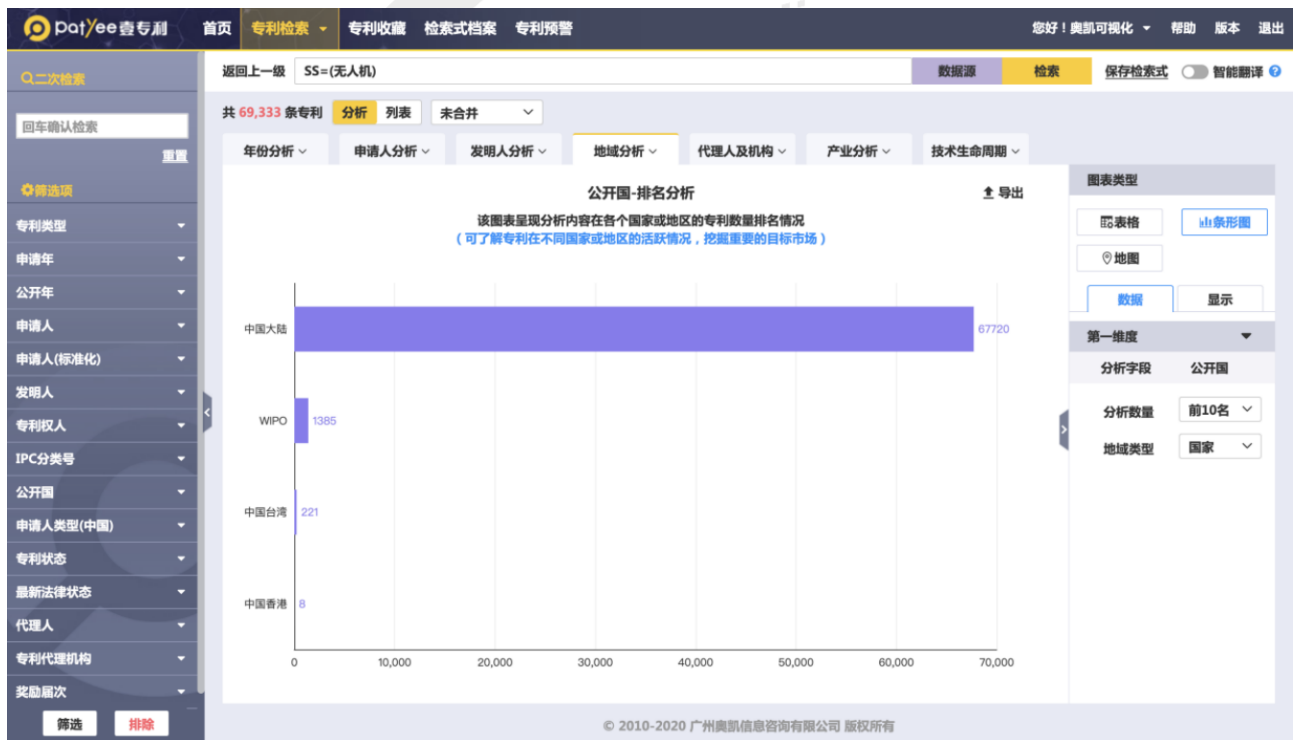 Patyee壹专利 首页 专利检索 专利收藏 检索式档案 专利预警 您好！奥凯可视化 帮助 版本 退出
二次检索
回车确认检索
重置
筛选项
专利类型
申请年
公开年
申请人
申请人(标准化)
发明人
专利权人
IPC分类号
公开国
申请人类型(中国)
专利状态
最新法律状态
代理人
专利代理机构
奖励届次
筛选 排除
返回上一级 SS=(无人机) 数据源 检索 保存检索式 智能翻译 ?
共 69,333 条专利 分析 列表 未合并
年份分析 申请人分析 发明人分析 地域分析 代理人及机构 产业分析 技术生命周期
公开国-排名分析 导出
该图表呈现分析内容在各个国家或地区的专利数量排名情况
（可了解专利在不同国家或地区的活跃情况，挖掘重要的目标市场）
中国大陆 67720
WIPO 1385
中国台湾 221
中国香港 8
0 10,000 20,000 30,000 40,000 50,000 60,000 70,000
图表类型
表格 条形图
地图
数据 显示
第一维度
分析字段 公开国
分析数量 前10名
地域类型 国家
© 2010-2020 广州奥凯信息咨询有限公司 版权所有